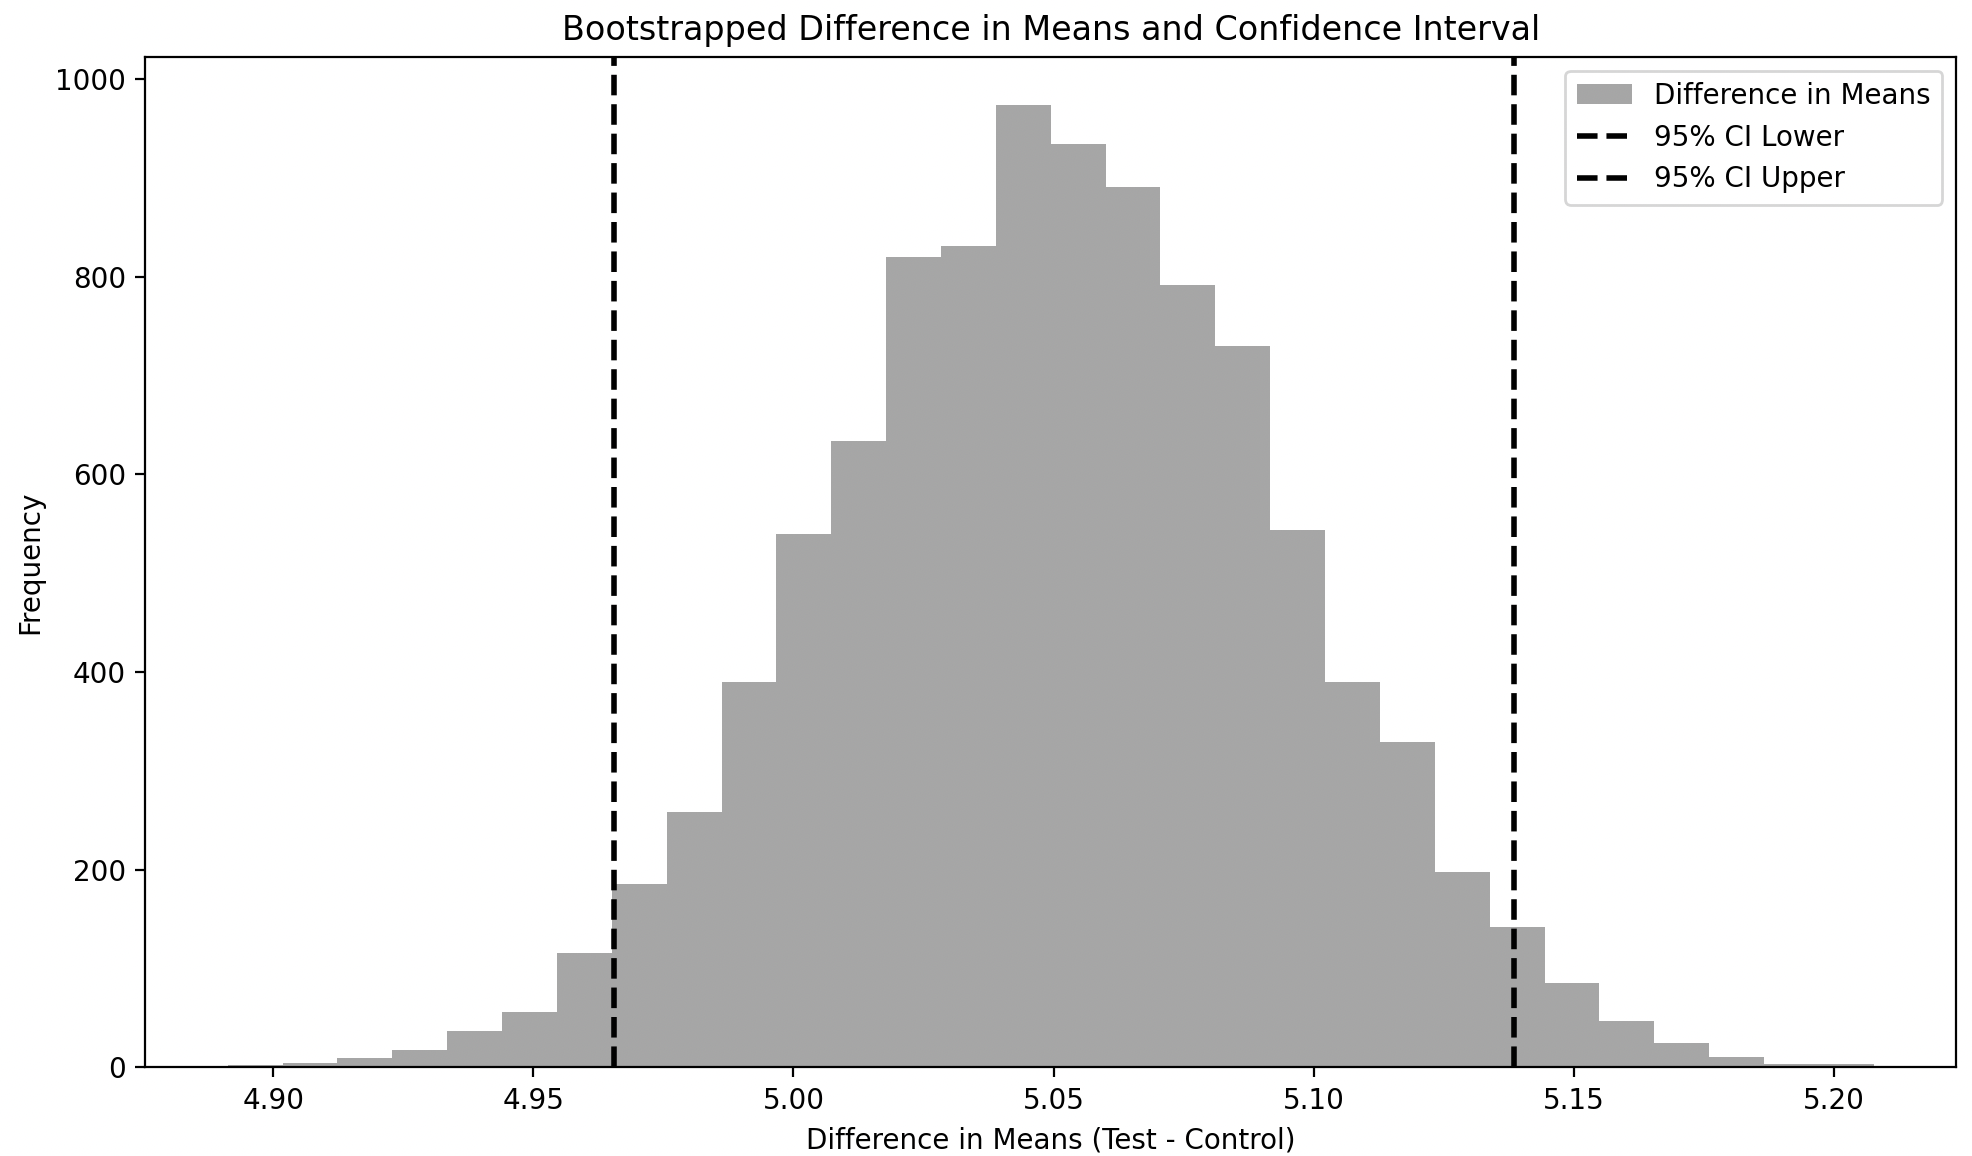 Bootstrapped Difference in Means and Confidence Interval
1000
800
600
400
200
0
Frequency
Difference in Means
95% CI Lower
95% CI Upper
4.90 4.95 5.00 5.05 5.10 5.15 5.20
Difference in Means (Test - Control)